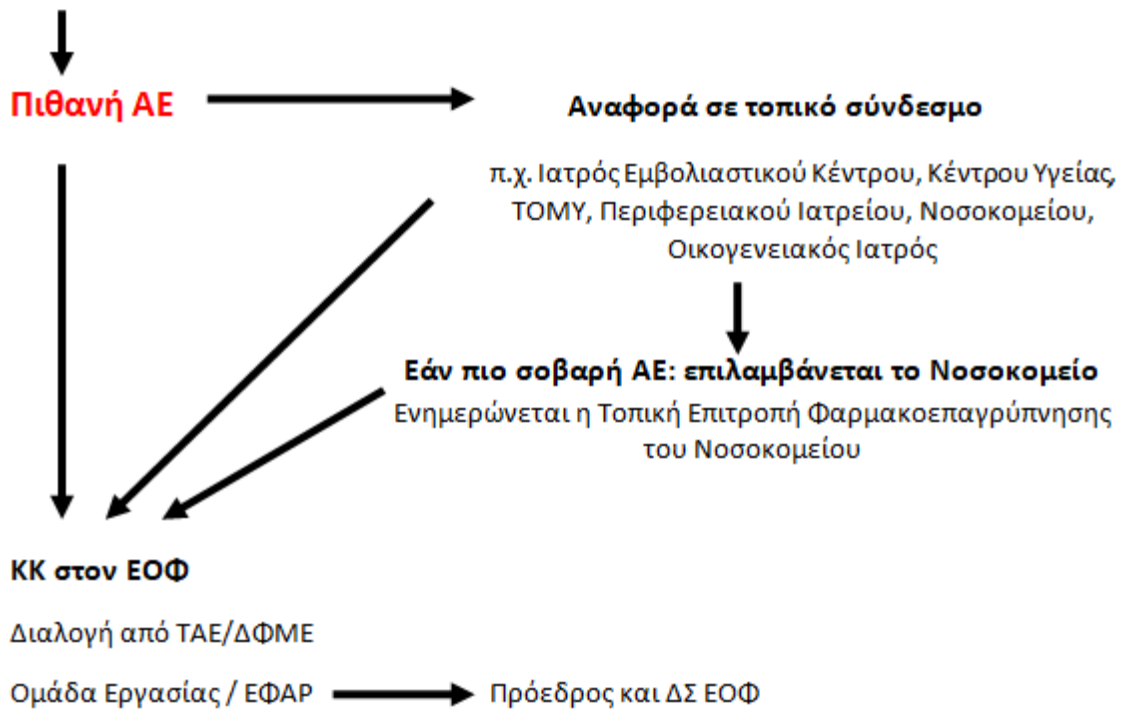 Πιθανή ΑΕ
Αναφορά σε τοπικό σύνδεσμο
π.χ. Ιατρός Εμβολιαστικού Κέντρου, Κέντρου Υγείας,
ΤΟΜΥ, Περιφερειακού Ιατρείου, Νοσοκομείου,
Οικογενειακός Ιατρός
Εάν πιο σοβαρή ΑΕ: επιλαμβάνεται το Νοσοκομείο
Ενημερώνεται η Τοπική Επιτροπή Φαρμακοεπαγρύπνησης
του Νοσοκομείου
ΚΚ στον ΕΟΦ
Διαλογή από ΤΑΕ/ΔΦΜΕ
Ομάδα Εργασίας / ΕΦΑΡ
Πρόεδρος και ΔΣ ΕΟΦ